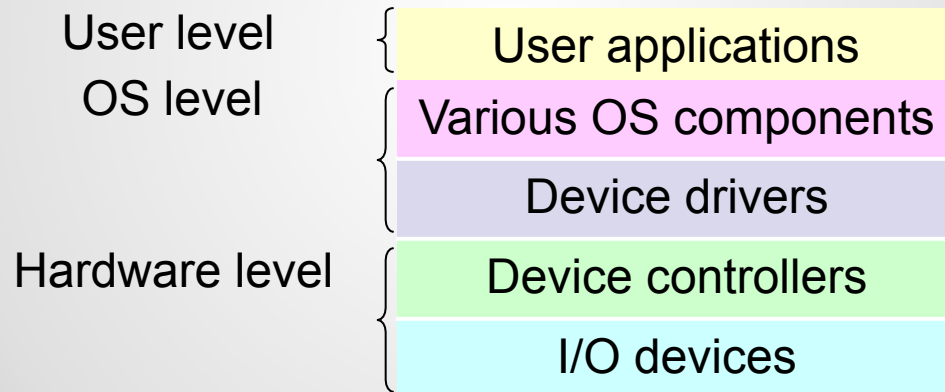 User level
User applications
OS level
Various OS components
Device drivers
Hardware level
Device controllers
I/O devices